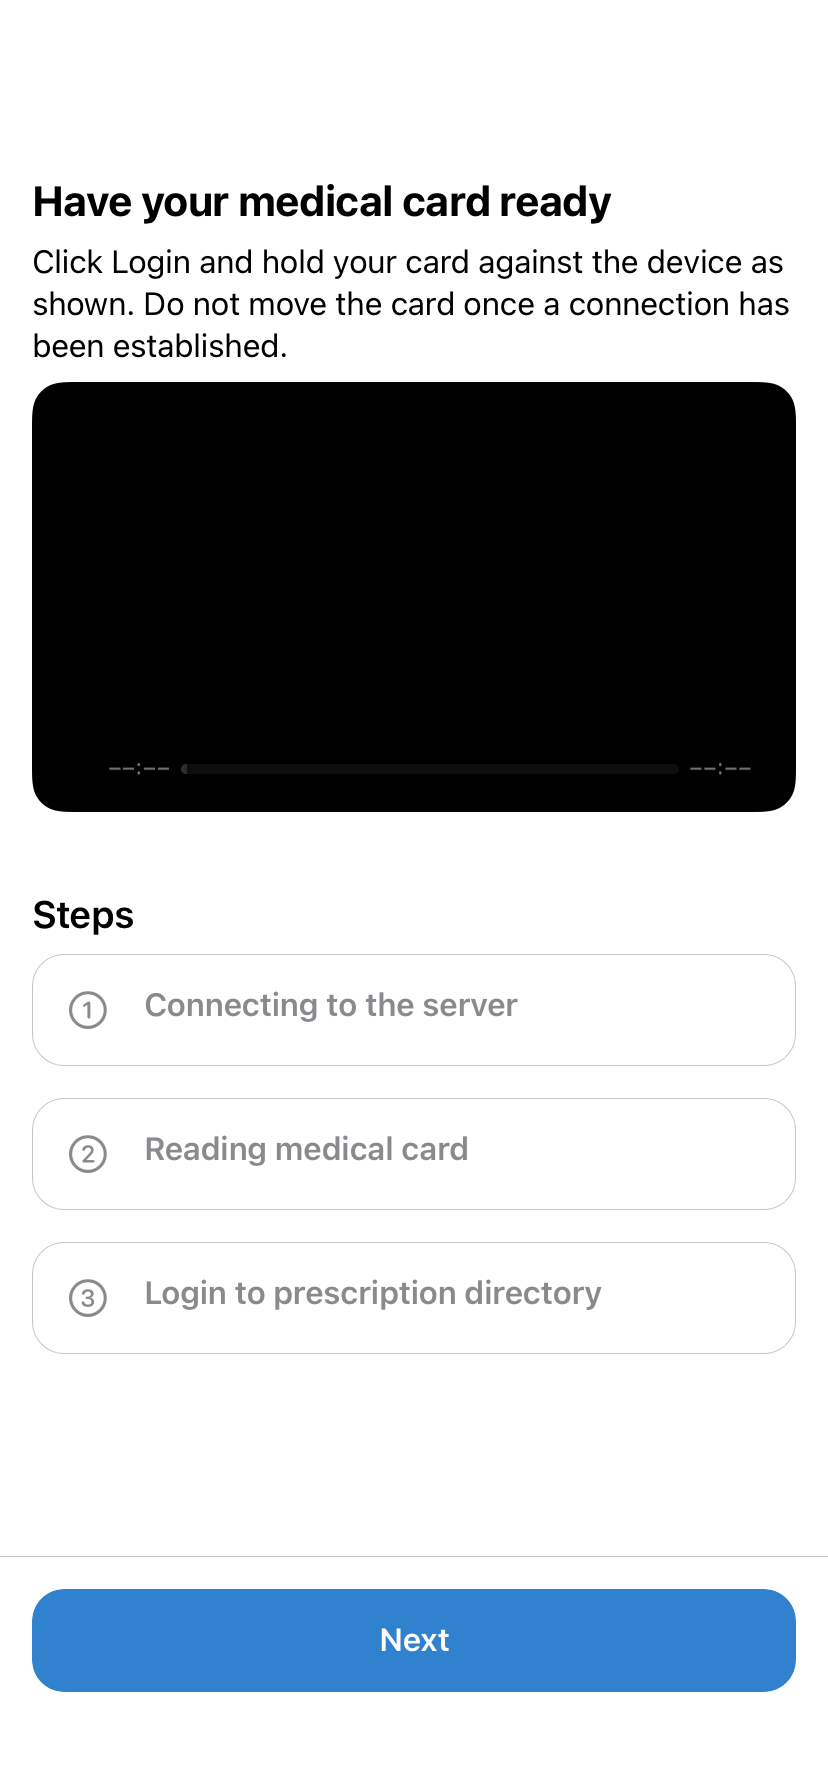 Have your medical card ready
Click Login and hold your card against the device as
shown. Do not move the card once a connection has
been established.
--:-- --:--
Steps
1 Connecting to the server
2 Reading medical card
3 Login to prescription directory
Next